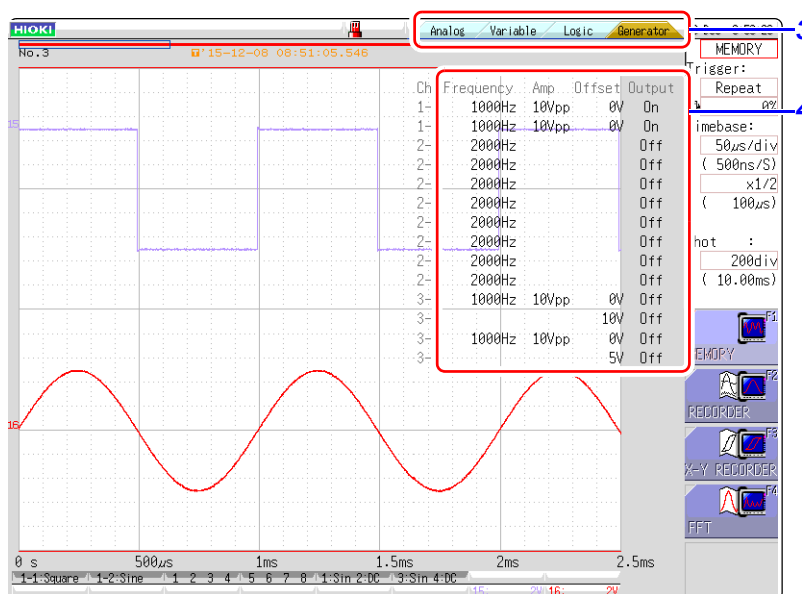 HIOKI
Analog Variable Logic Generator
3
No.3
'15-12-08 08:51:05.546
MEMORY
Trigger:
Repeat
0%
4
Ch Frequency Amp Offset Output
1- 1000Hz 10Vpp 0V On
1- 1000Hz 10Vpp 0V On
2- 2000Hz Off
2- 2000Hz Off
2- 2000Hz Off
2- 2000Hz Off
2- 2000Hz Off
2- 2000Hz Off
2- 2000Hz Off
2- 2000Hz Off
3- 1000Hz 10Vpp 0V Off
3- 10V Off
3- 1000Hz 10Vpp 0V Off
3- 5V Off
15
16
imebase:
50µs/div
( 500ns/S)
x1/2
( 100µs)
hot :
200div
( 10.00ms)
F1
EMORY
F2
RECORDER
F3
X-Y RECORDER
F4
FFT
0 s 500µs 1ms 1.5ms 2ms 2.5ms
1-1:Square 1-2:Sine 1 2 3 4 5 6 7 8 1:Sin 2:DC 3:Sin 4:DC